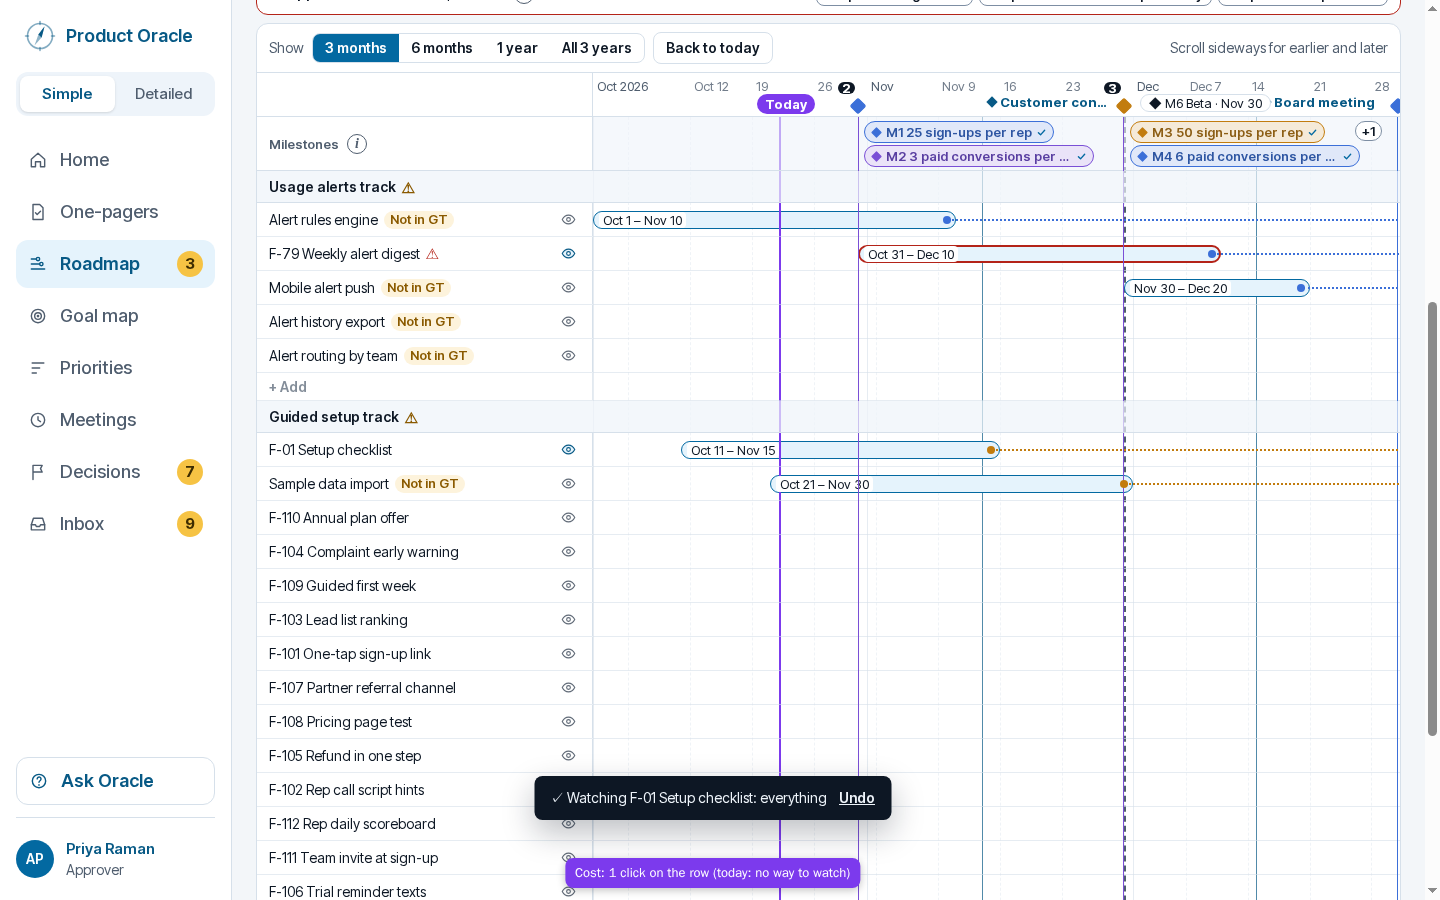 Product Oracle
Simple Detailed
Home
One-pagers
Roadmap 3
Goal map
Priorities
Meetings
Decisions 7
Inbox 9
Ask Oracle
AP Priya Raman
Approver
Show 3 months 6 months 1 year All 3 years Back to today Scroll sideways for earlier and later
Oct 2026 Oct 12 19 26 2 Nov Nov 9 16 23 3 Dec Dec 7 14 21 28
Today Customer con... M6 Beta · Nov 30 Board meeting
Milestones i
M1 25 sign-ups per rep ✓ M3 50 sign-ups per rep ✓ +1
M2 3 paid conversions per ... ✓ M4 6 paid conversions per ... ✓
Usage alerts track ⚠
Alert rules engine Not in GT Oct 1 – Nov 10
F-79 Weekly alert digest ⚠ Oct 31 – Dec 10
Mobile alert push Not in GT Nov 30 – Dec 20
Alert history export Not in GT
Alert routing by team Not in GT
+ Add
Guided setup track ⚠
F-01 Setup checklist Oct 11 – Nov 15
Sample data import Not in GT Oct 21 – Nov 30
F-110 Annual plan offer
F-104 Complaint early warning
F-109 Guided first week
F-103 Lead list ranking
F-101 One-tap sign-up link
F-107 Partner referral channel
F-108 Pricing page test
F-105 Refund in one step
F-102 Rep call script hints
F-112 Rep daily scoreboard
F-111 Team invite at sign-up
F-106 Trial reminder texts
✓ Watching F-01 Setup checklist: everything Undo
Cost: 1 click on the row (today: no way to watch)